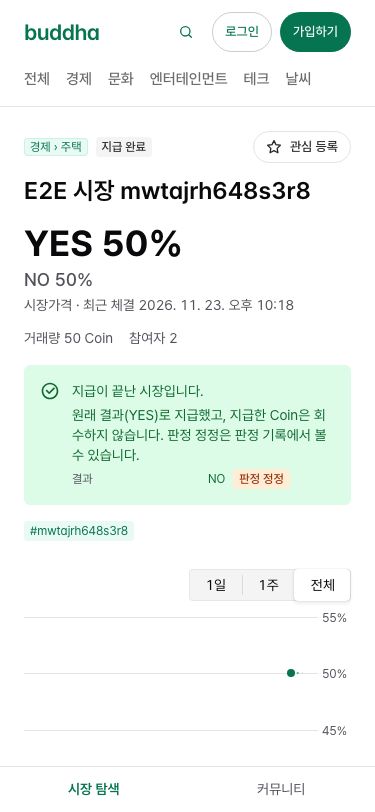 buddha
로그인
가입하기
전체 경제 문화 엔터테인먼트 테크 날씨
경제 › 주택
지급 완료
관심 등록
E2E 시장 mwtajrh648s3r8
YES 50%
NO 50%
시장가격 · 최근 체결 2026. 11. 23. 오후 10:18
거래량 50 Coin 참여자 2
지급이 끝난 시장입니다.
원래 결과(YES)로 지급했고, 지급한 Coin은 회
수하지 않습니다. 판정 정정은 판정 기록에서 볼
수 있습니다.
결과 NO 판정 정정
#mwtajrh648s3r8
1일 1주 전체
55%
50%
45%
시장 탐색 커뮤니티